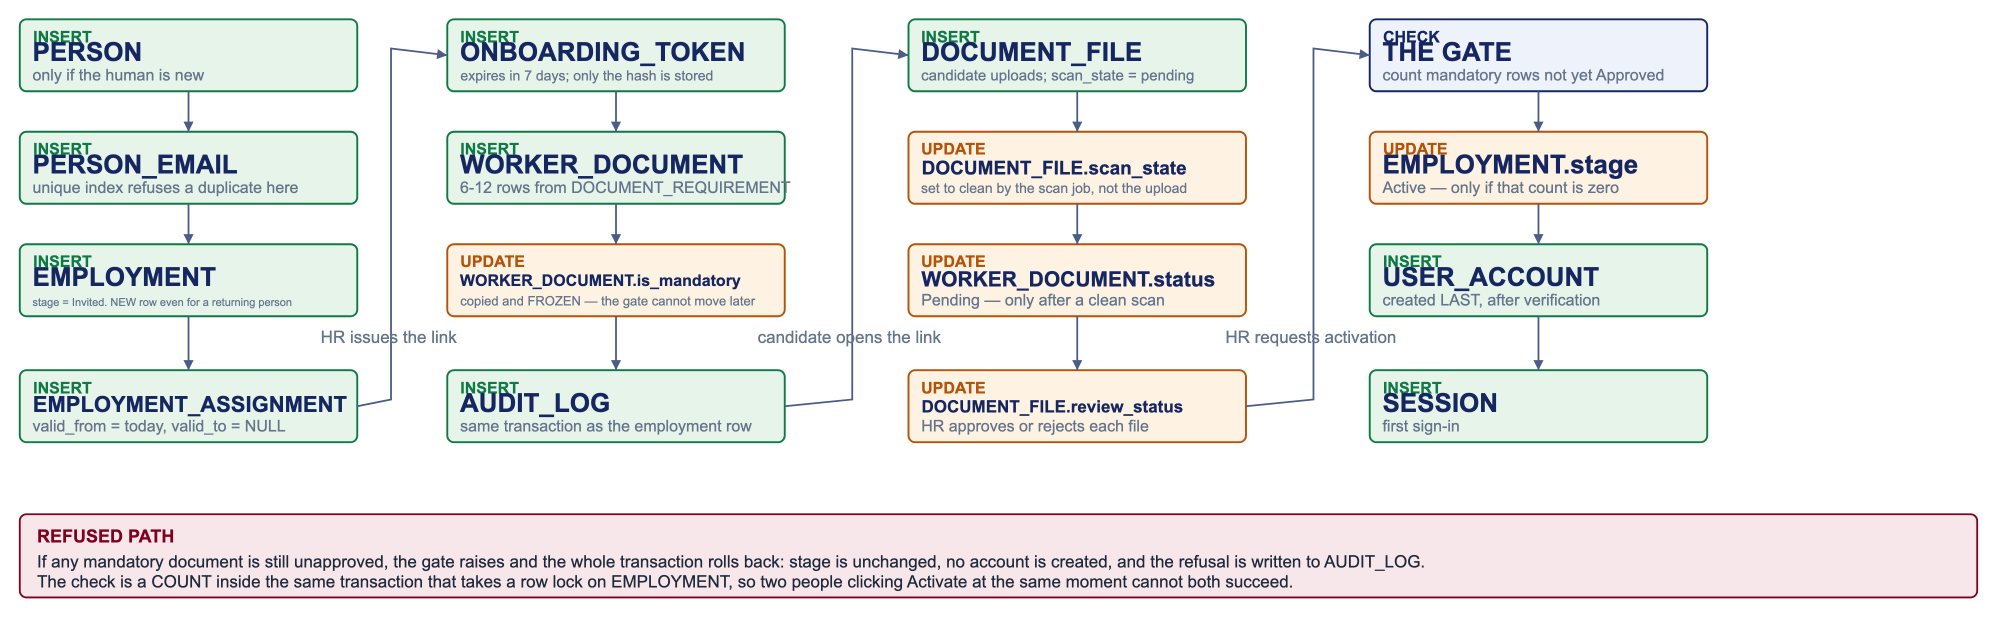 INSERT
PERSON
only if the human is new
INSERT
PERSON_EMAIL
unique index refuses a duplicate here
INSERT
EMPLOYMENT
stage = Invited. NEW row even for a returning person
HR issues the link
INSERT
EMPLOYMENT_ASSIGNMENT
valid_from = today, valid_to = NULL
INSERT
ONBOARDING_TOKEN
expires in 7 days; only the hash is stored
INSERT
WORKER_DOCUMENT
6-12 rows from DOCUMENT_REQUIREMENT
UPDATE
WORKER_DOCUMENT.is_mandatory
copied and FROZEN — the gate cannot move later
candidate opens the link
INSERT
AUDIT_LOG
same transaction as the employment row
INSERT
DOCUMENT_FILE
candidate uploads; scan_state = pending
UPDATE
DOCUMENT_FILE.scan_state
set to clean by the scan job, not the upload
UPDATE
WORKER_DOCUMENT.status
Pending — only after a clean scan
HR requests activation
UPDATE
DOCUMENT_FILE.review_status
HR approves or rejects each file
CHECK
THE GATE
count mandatory rows not yet Approved
UPDATE
EMPLOYMENT.stage
Active — only if that count is zero
INSERT
USER_ACCOUNT
created LAST, after verification
INSERT
SESSION
first sign-in
REFUSED PATH
If any mandatory document is still unapproved, the gate raises and the whole transaction rolls back: stage is unchanged, no account is created, and the refusal is written to AUDIT_LOG.
The check is a COUNT inside the same transaction that takes a row lock on EMPLOYMENT, so two people clicking Activate at the same moment cannot both succeed.